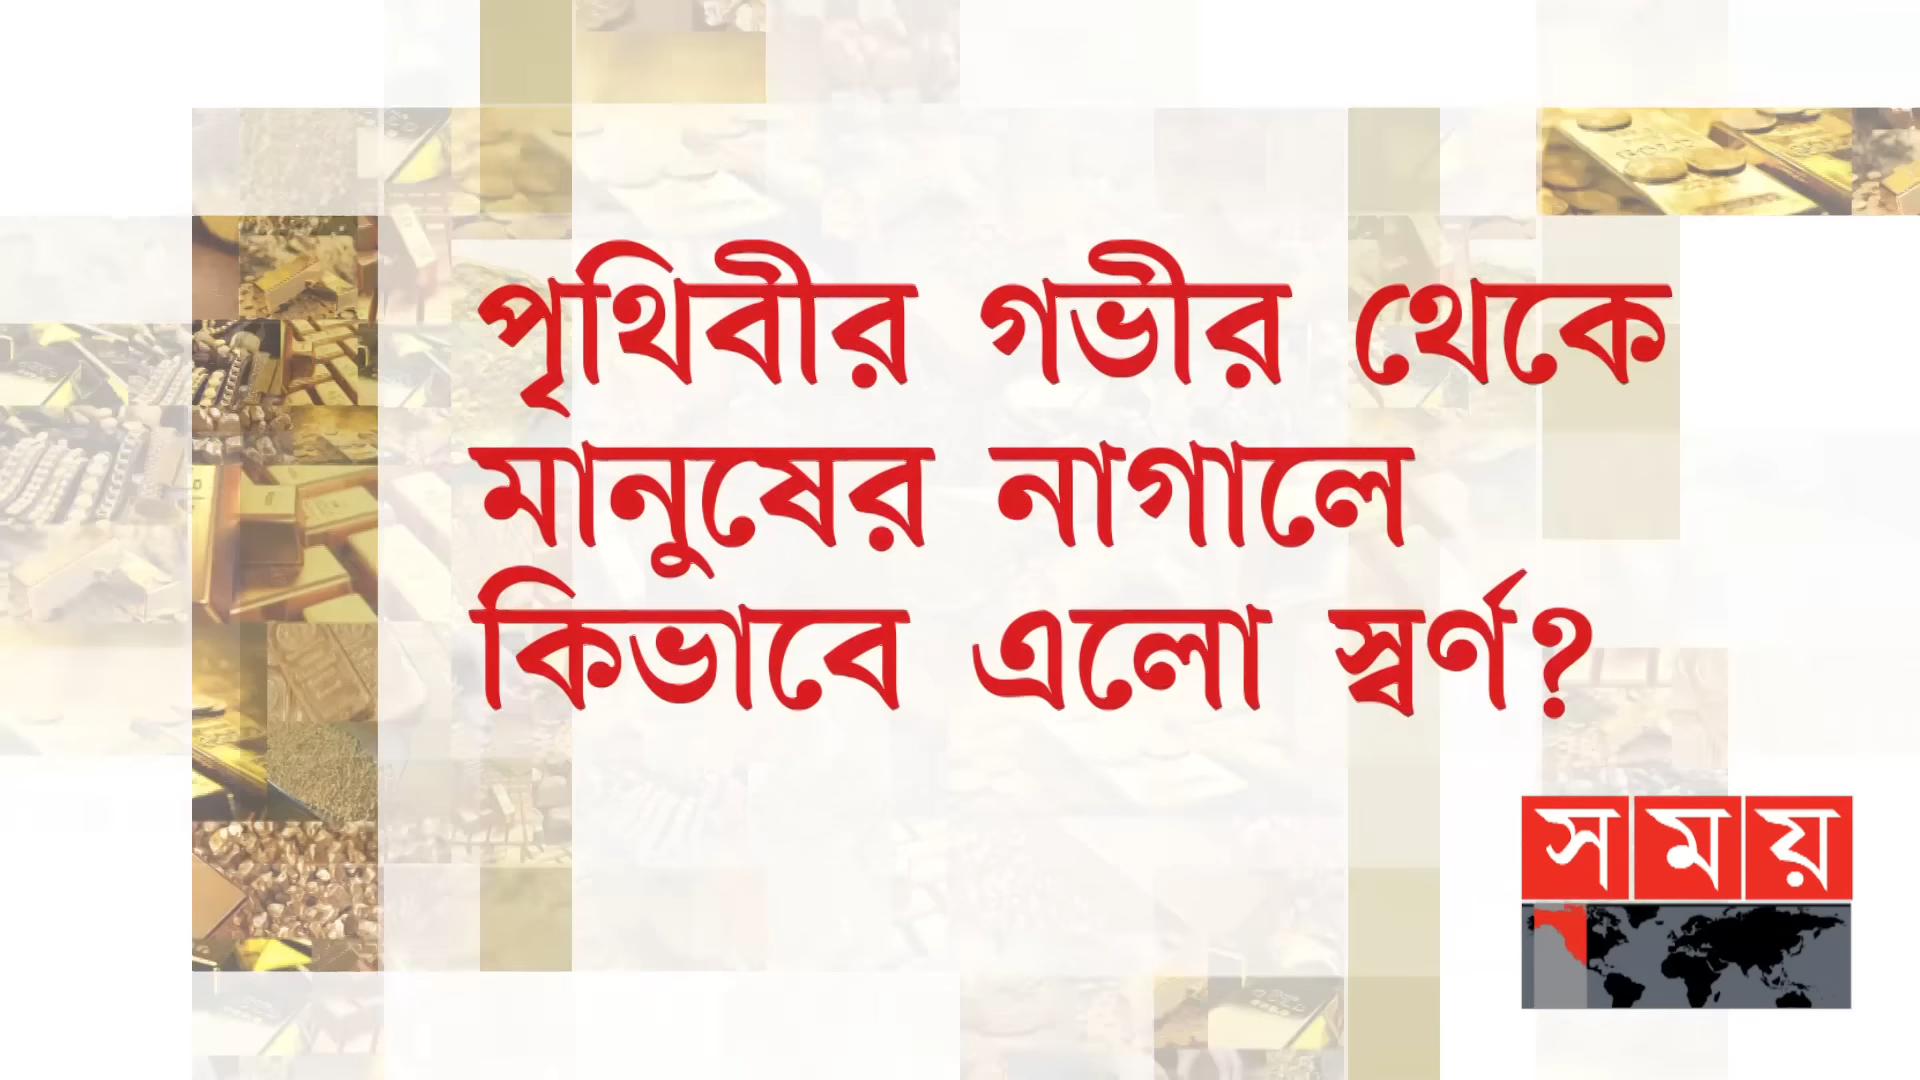 পৃথিবীর গভীর থেকে
মানুষের নাগালে
কিভাবে এলো স্বর্ণ?
সময়